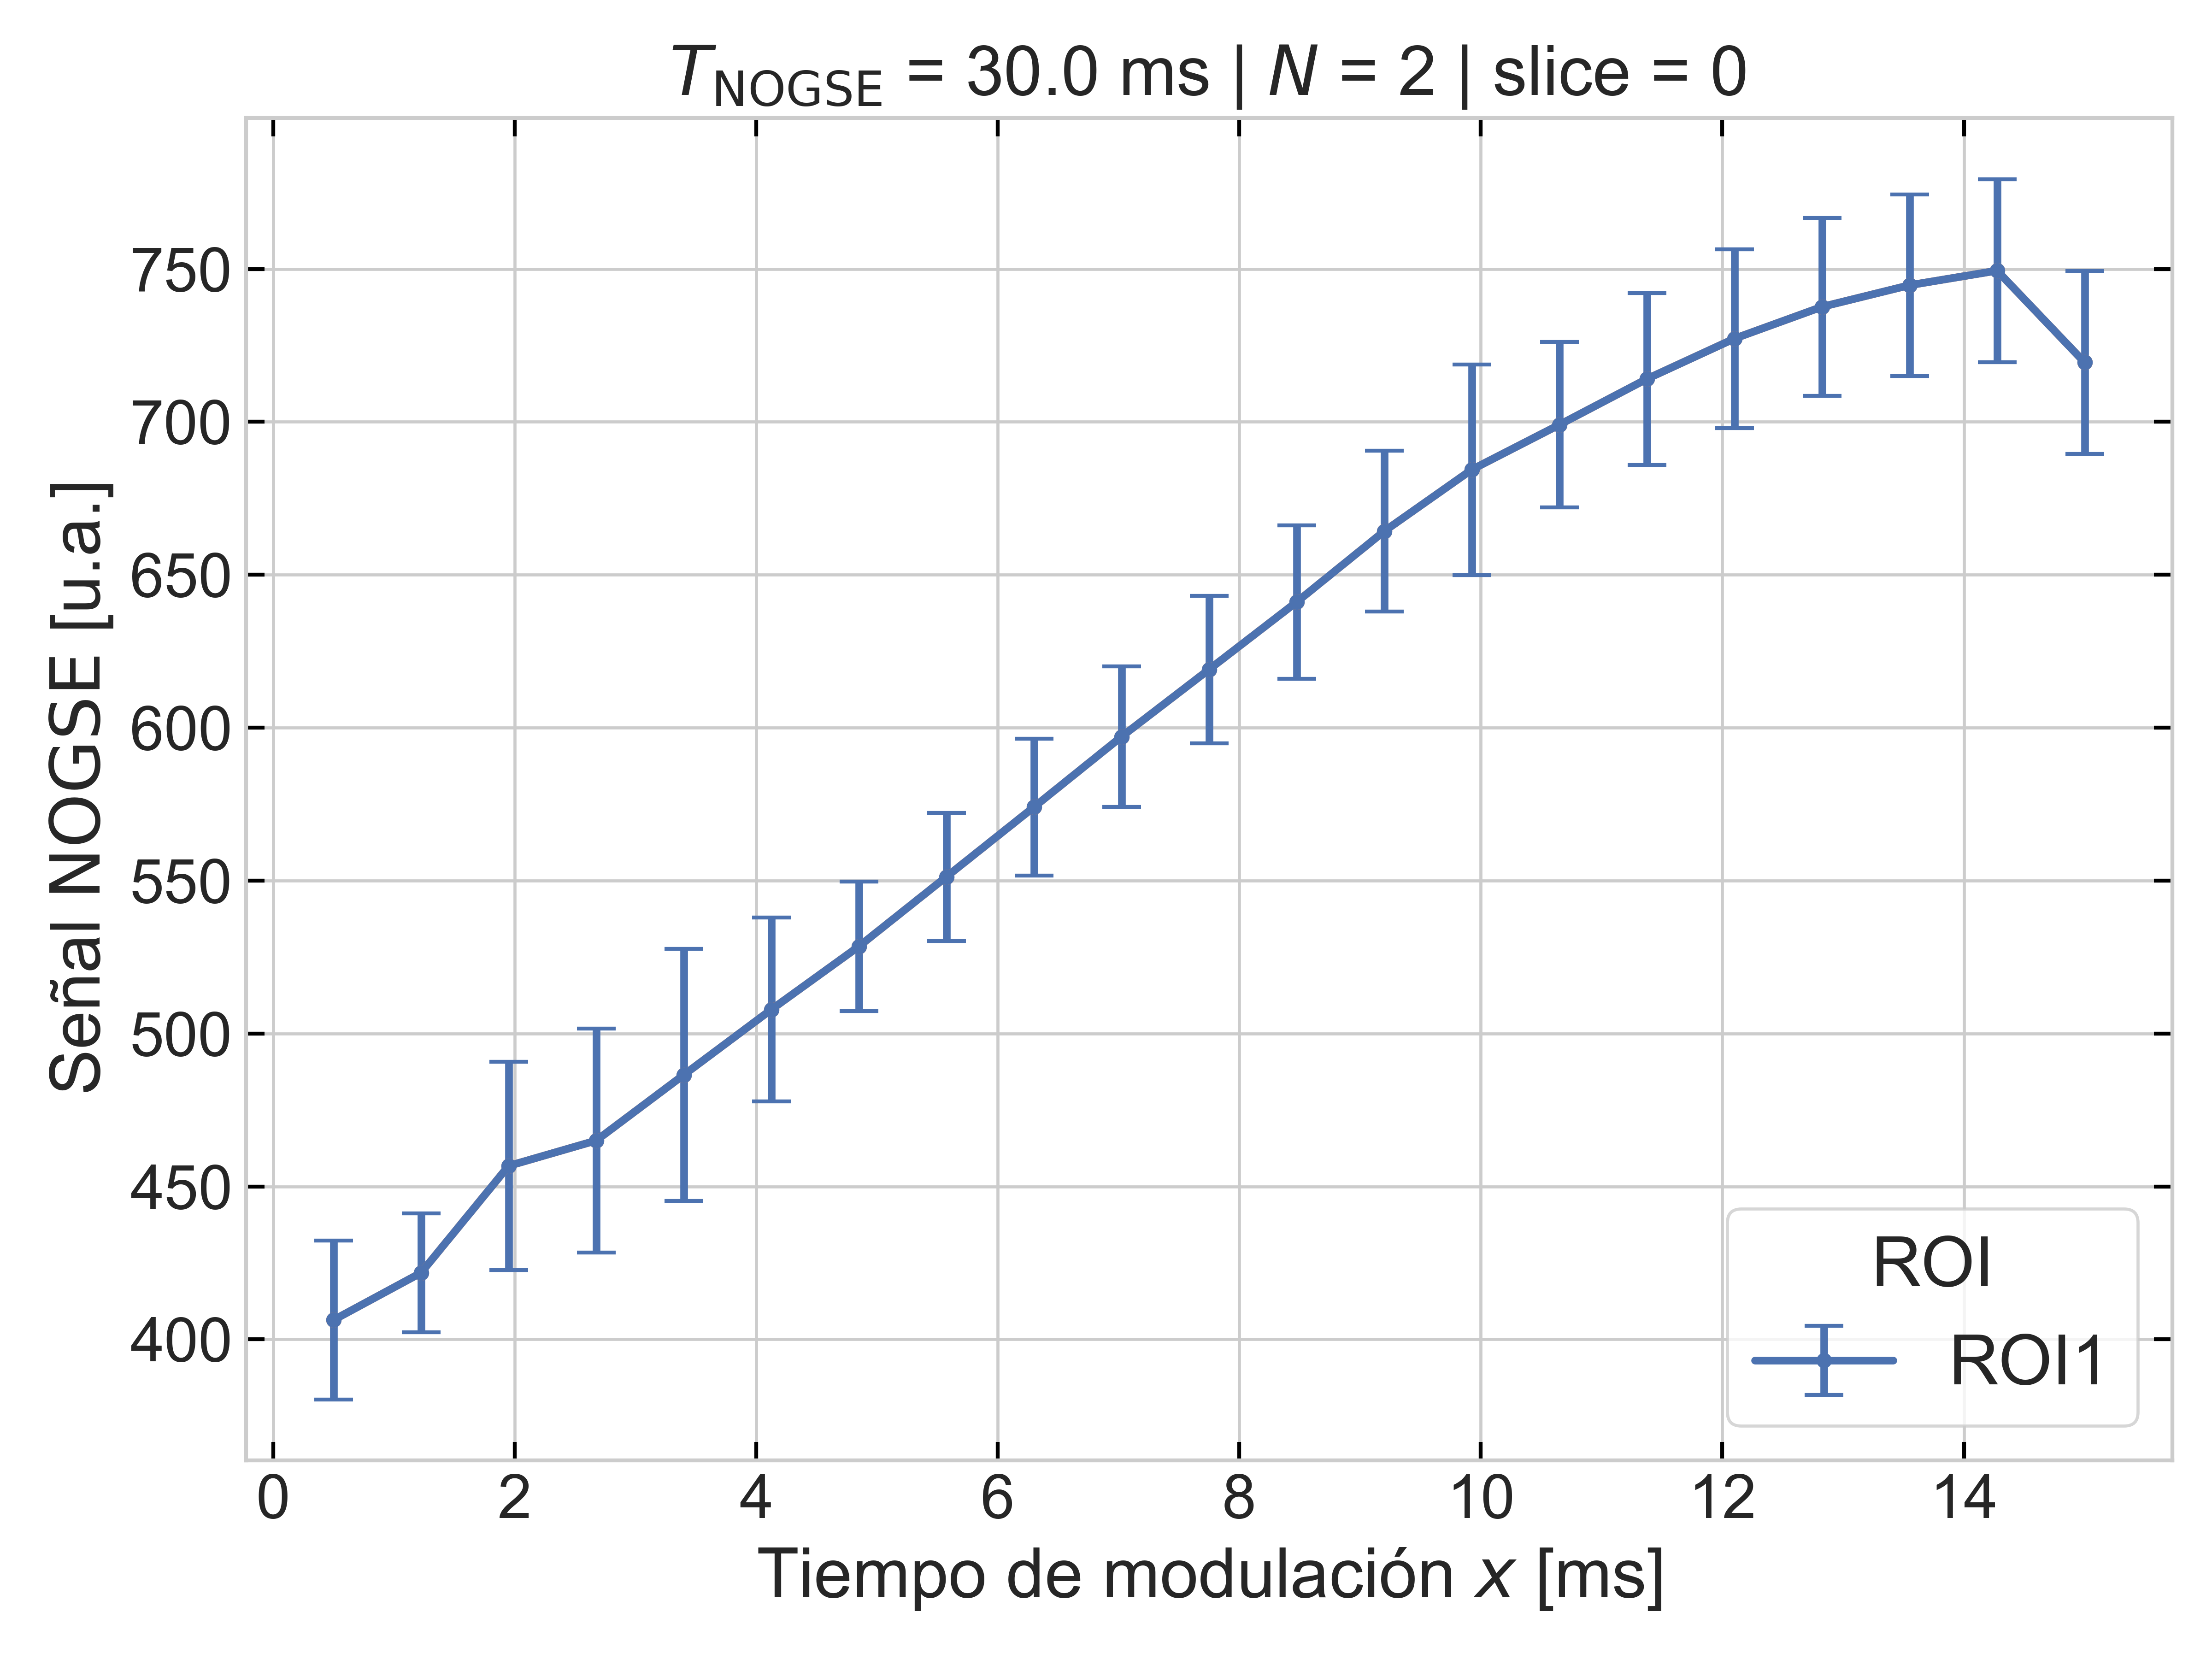 T_NOGSE = 30.0 ms | N = 2 | slice = 0
Señal NOGSE [u.a.]
750
700
650
600
550
500
450
400
ROI
ROI1
0 2 4 6 8 10 12 14
Tiempo de modulación x [ms]